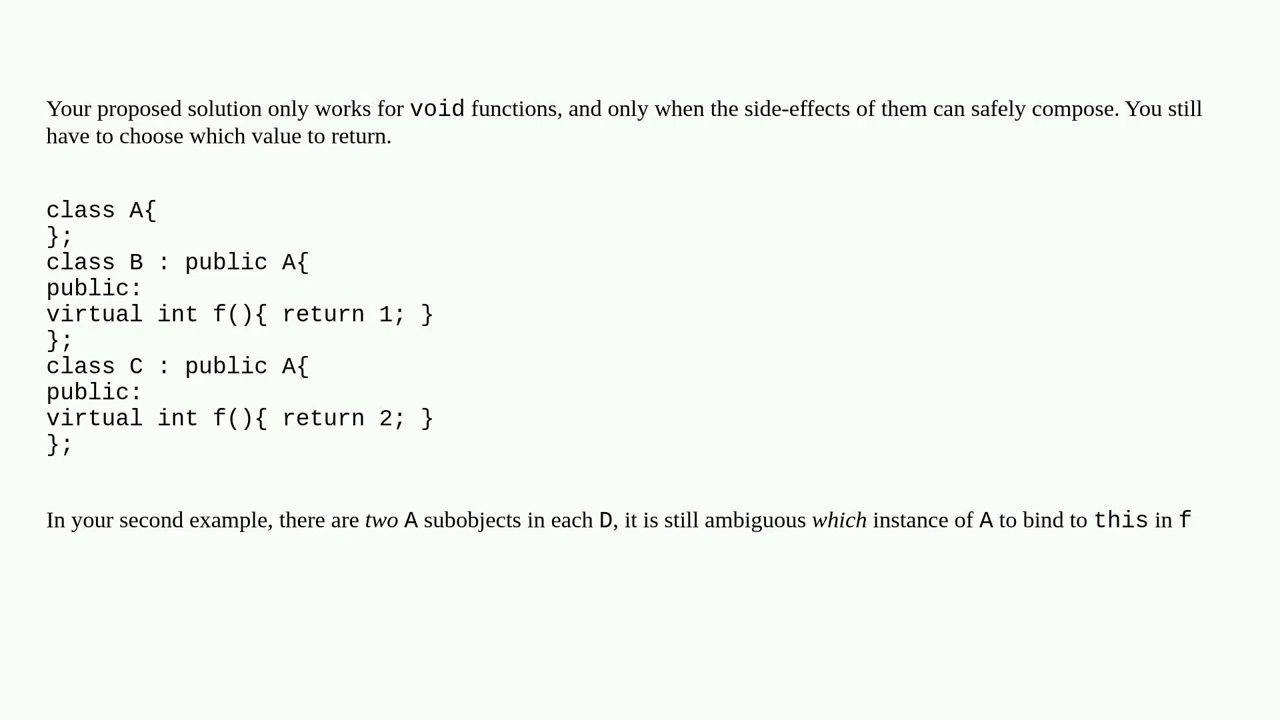 Your proposed solution only works for void functions, and only when the side-effects of them can safely compose. You still
have to choose which value to return.
class A{
};
class B : public A{
public:
virtual int f(){ return 1; }
};
class C : public A{
public:
virtual int f(){ return 2; }
};
In your second example, there are two A subobjects in each D, it is still ambiguous which instance of A to bind to this in f